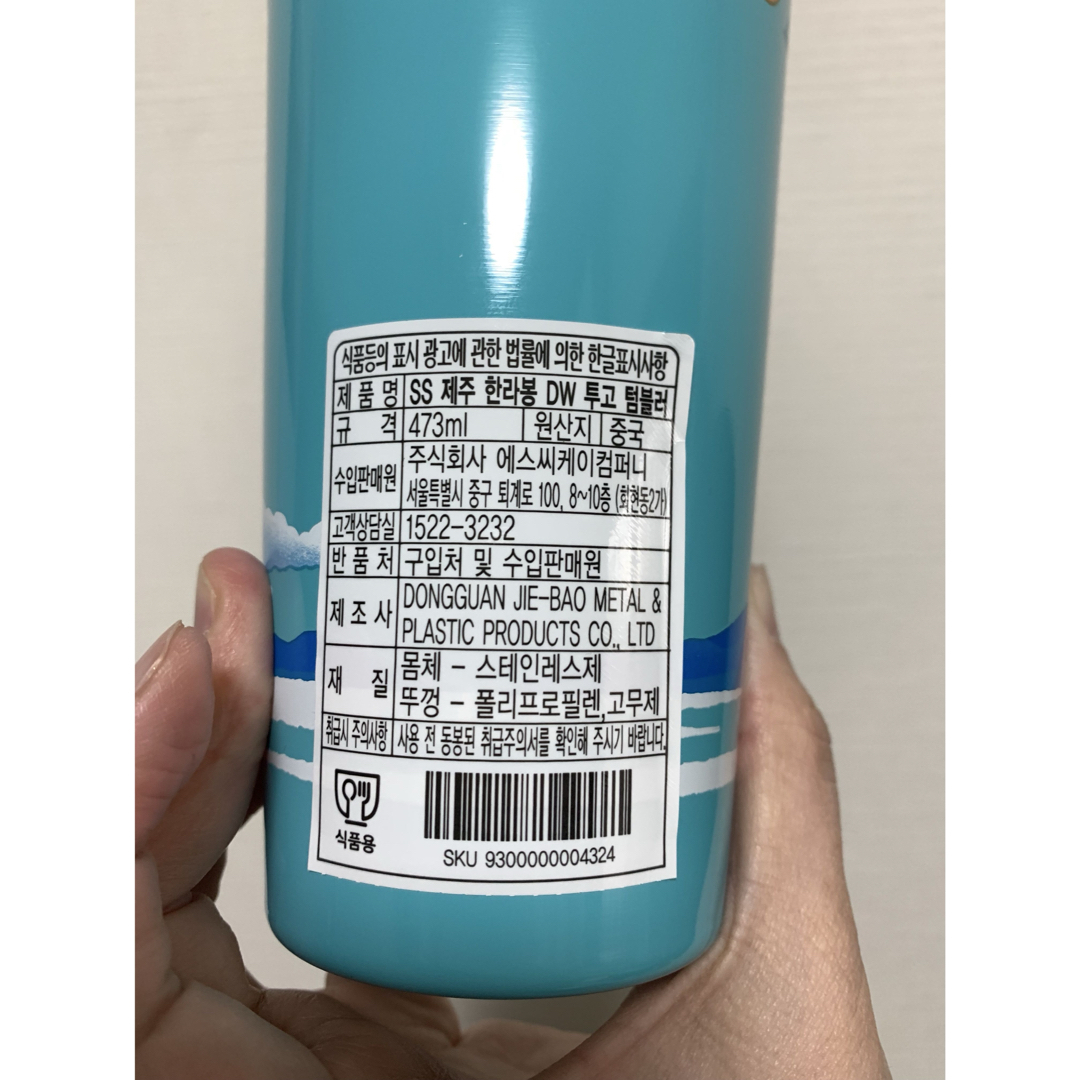 식품등의 표시 광고에 관한 법률에 의한 한글표시사항
제 품 명 SS 제주 한라봉 DW 투고 텀블러
규 격 473ml 원산지 중국
수입판매원 주식회사 에스씨케이컴퍼니
서울특별시 중구 퇴계로 100, 8~10층 (회현동2가)
고객상담실 1522-3232
반 품 처 구입처 및 수입판매원
제 조 사 DONGGUAN JIE-BAO METAL &
PLASTIC PRODUCTS CO., LTD
재 질 몸체 - 스테인레스제
뚜껑 - 폴리프로필렌,고무제
취급시 주의사항 사용 전 동봉된 취급주의서를 확인해 주시기 바랍니다.
식품용
SKU 9300000004324